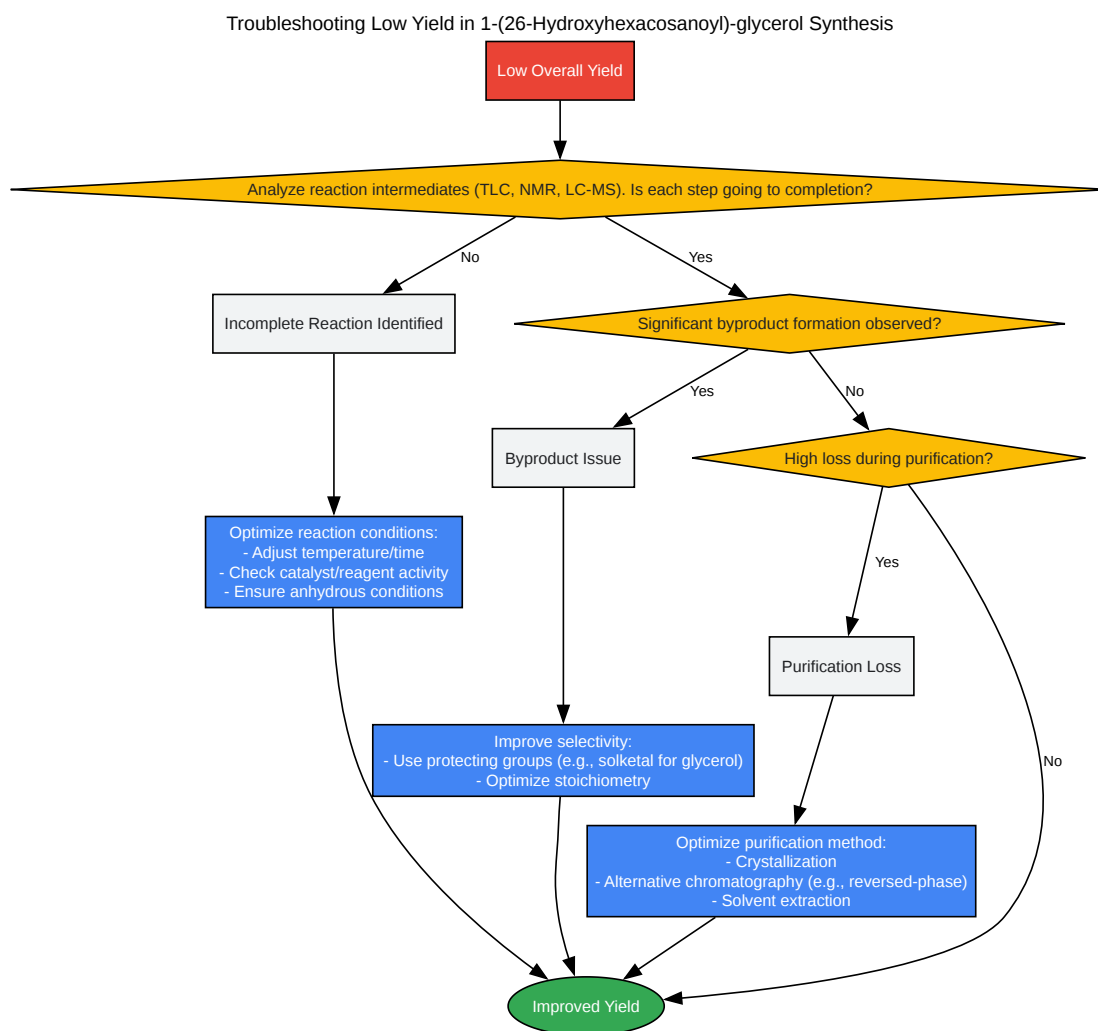 Troubleshooting Low Yield in 1-(26-Hydroxyhexacosanoyl)-glycerol Synthesis
Low Overall Yield
Analyze reaction intermediates (TLC, NMR, LC-MS). Is each step going to completion?
No
Yes
Incomplete Reaction Identified
Significant byproduct formation observed?
Yes
No
Byproduct Issue
High loss during purification?
Optimize reaction conditions:
- Adjust temperature/time
- Check catalyst/reagent activity
- Ensure anhydrous conditions
Yes
Purification Loss
Improve selectivity:
- Use protecting groups (e.g., solketal for glycerol)
- Optimize stoichiometry
No
Optimize purification method:
- Crystallization
- Alternative chromatography (e.g., reversed-phase)
- Solvent extraction
Improved Yield